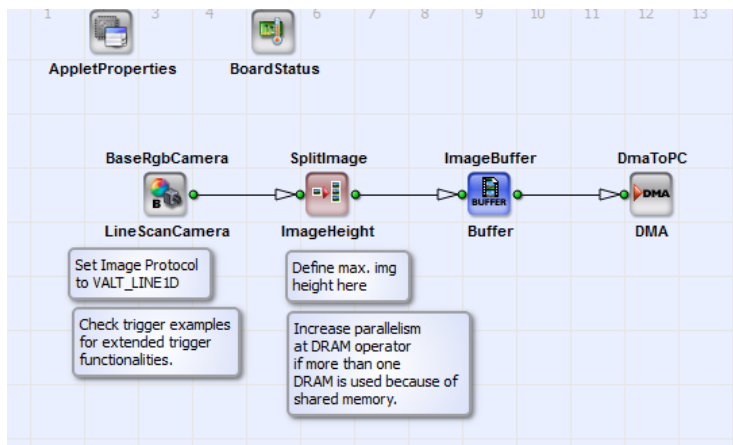 1 3 4 6 7 8 9 10 11 12 13
AppletProperties
BoardStatus
BaseRgbCamera
SplitImage
ImageBuffer
DmaToPC
B
BUFFER
DMA
LineScanCamera
ImageHeight
Buffer
DMA
Set Image Protocol
to VALT_LINE1D
Define max. img
height here
Check trigger examples
for extended trigger
functionalities.
Increase parallelism
at DRAM operator
if more than one
DRAM is used because of
shared memory.